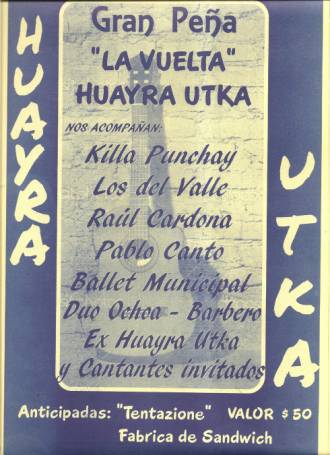 HUAYRA
Gran Peña
"LA VUELTA"
HUAYRA UTKA
NOS ACOMPAÑAN:
Killa Punchay
Los del Valle
Raúl Cardona
Pablo Canto
Ballet Municipal
Duo Ochoa - Barbero
Ex Huayra Utka
y Cantantes invitados
UTKA
Anticipadas: "Tentazione" VALOR $ 50
Fabrica de Sandwich